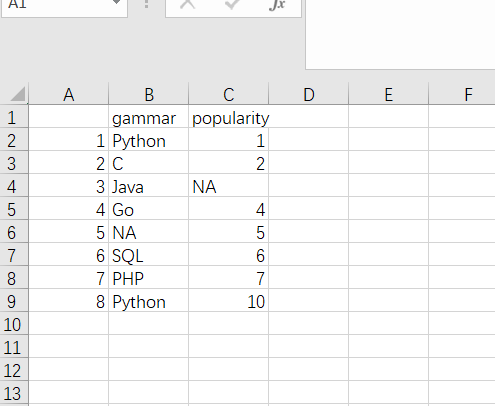 A1 fx
A B C D E F
1 gammar popularity
2 1 Python 1
3 2 C 2
4 3 Java NA
5 4 Go 4
6 5 NA 5
7 6 SQL 6
8 7 PHP 7
9 8 Python 10
10
11
12
13